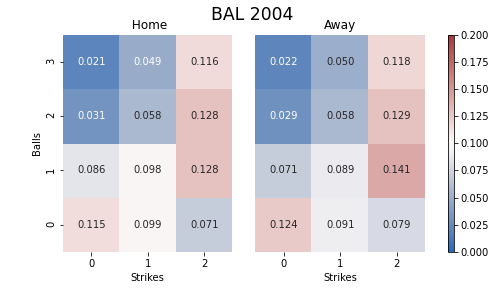 BAL 2004
Home
Away
3 0.021 0.049 0.116 0.022 0.050 0.118
2 0.031 0.058 0.128 0.029 0.058 0.129
1 0.086 0.098 0.128 0.071 0.089 0.141
0 0.115 0.099 0.071 0.124 0.091 0.079
Balls
0 1 2
0 1 2
Strikes
Strikes
0.200
0.175
0.150
0.125
0.100
0.075
0.050
0.025
0.000